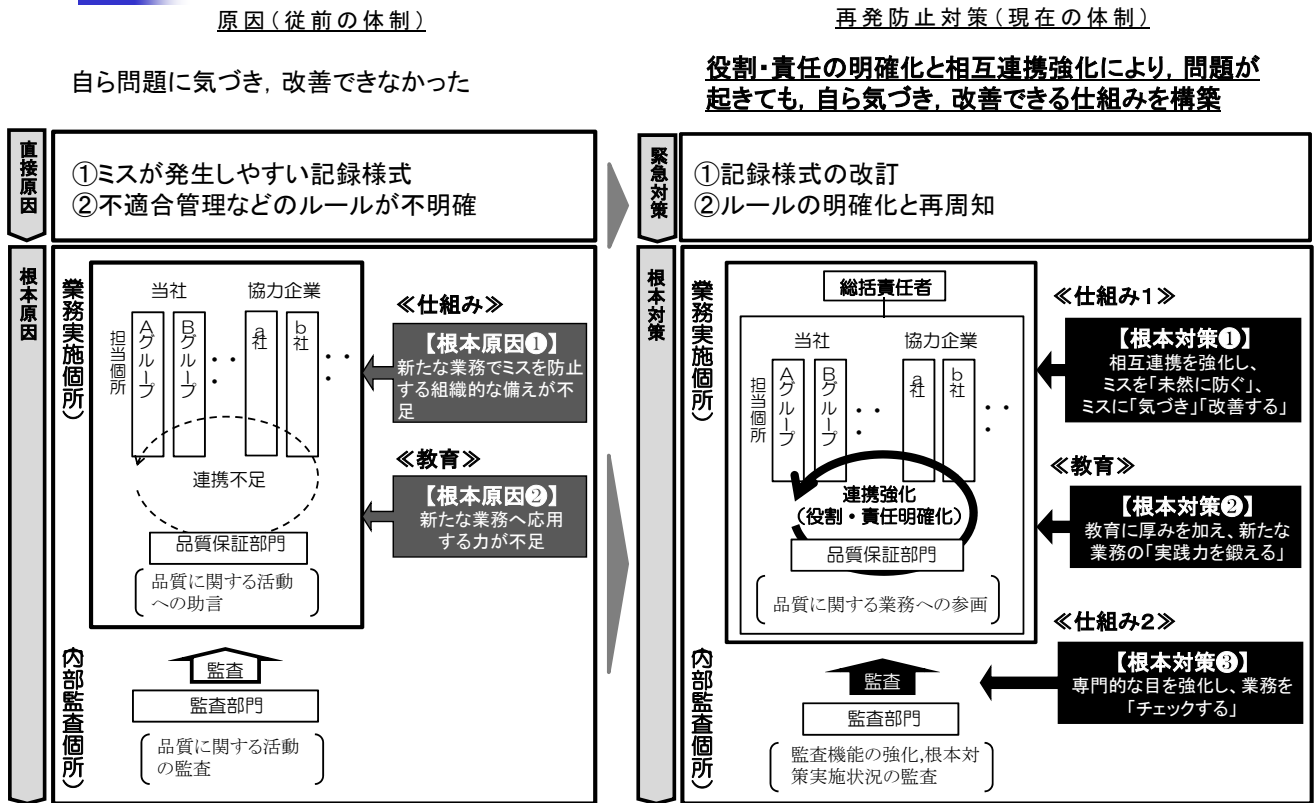 原因(従前の体制)
自ら問題に気づき,改善できなかった
直接原因
①ミスが発生しやすい記録様式
②不適合管理などのルールが不明確
根本原因
業務実施個所)
当社
協力企業
担当個所
Aグループ
Bグループ
・・
a社
b社
・・
連携不足
品質保証部門
品質に関する活動
への助言
≪仕組み≫
【根本原因❶】
新たな業務でミスを防止
する組織的な備えが不
足
≪教育≫
【根本原因❷】
新たな業務へ応用
する力が不足
内部監査個所)
監査
監査部門
品質に関する活動
の監査
再発防止対策(現在の体制)
役割・責任の明確化と相互連携強化により,問題が
起きても,自ら気づき,改善できる仕組みを構築
緊急対策
①記録様式の改訂
②ルールの明確化と再周知
根本対策
業務実施個所)
総括責任者
当社
協力企業
担当個所
Aグループ
Bグループ
・・
a社
b社
・・
連携強化
(役割・責任明確化)
品質保証部門
品質に関する業務への参画
≪仕組み1≫
【根本対策❶】
相互連携を強化し、
ミスを「未然に防ぐ」、
ミスに「気づき」「改善する」
≪教育≫
【根本対策❷】
教育に厚みを加え、新たな
業務の「実践力を鍛える」
≪仕組み2≫
【根本対策❸】
専門的な目を強化し、業務を
「チェックする」
内部監査個所)
監査
監査部門
監査機能の強化,根本対
策実施状況の監査